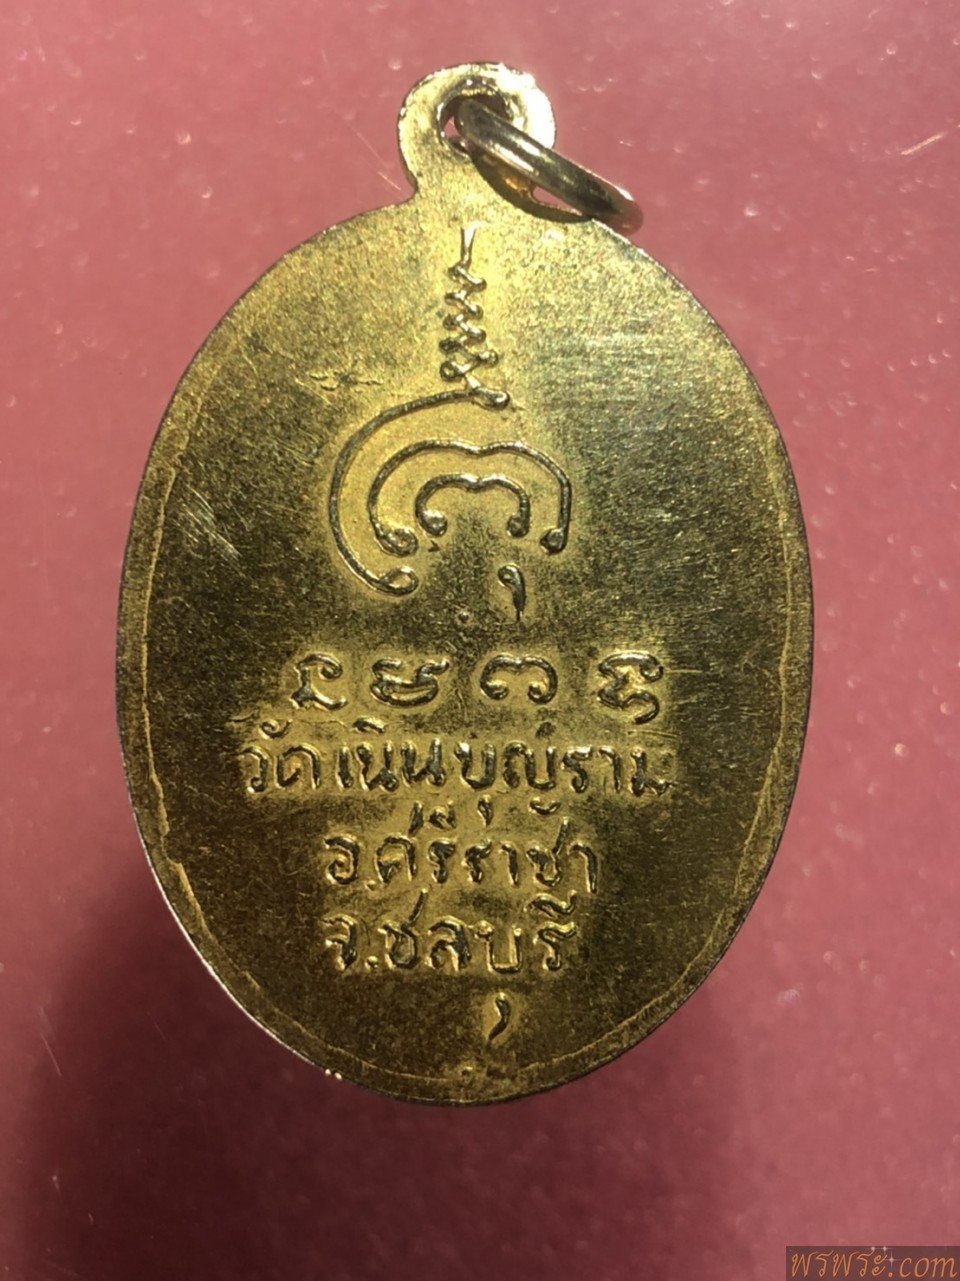 วัดเนินบุญราม
อ.ศรีราชา
จ.ชลบุรี
พรพระ.com